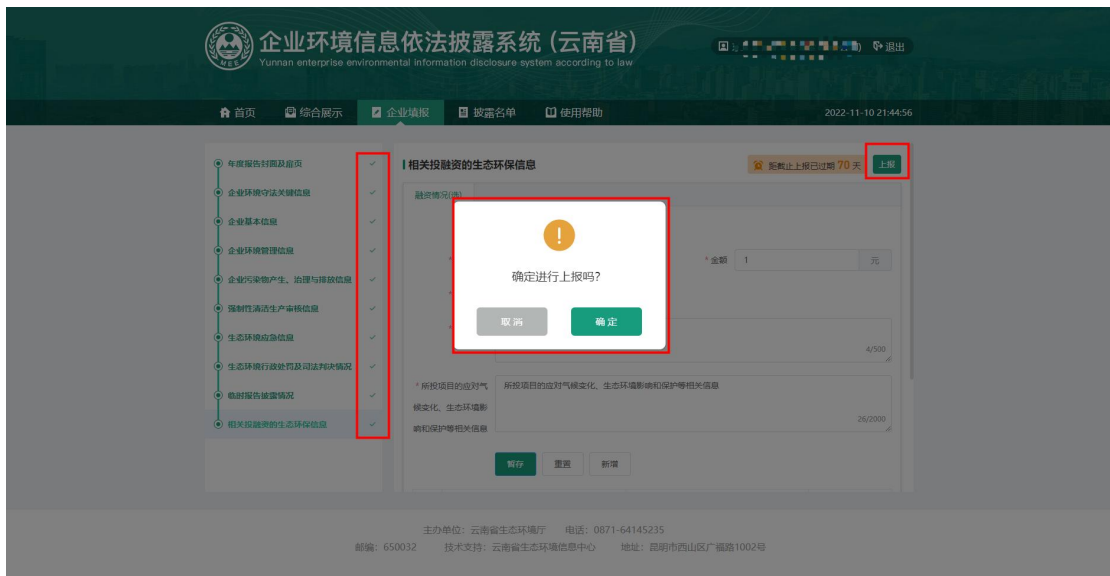 企业环境信息依法披露系统 (云南省)
Yunnan enterprise environmental information disclosure system according to law
退出
首页 综合展示 企业填报 披露名单 使用帮助 2022-11-10 21:44:56
年度报告封面及扉页
企业环境守法关键信息
企业基本信息
企业环境管理信息
企业污染物产生、治理与排放信息
强制性清洁生产审核信息
生态环境应急信息
生态环境行政处罚及司法判决情况
临时报告披露情况
相关投融资的生态环保信息
相关投融资的生态环保信息
距截止上报已过期 70 天 上报
融资情况
!
确定进行上报吗?
取消 确定
* 金额 1 元
4/500
* 所投项目的应对气
候变化、生态环境影
响和保护等相关信息
所投项目的应对气候变化、生态环境影响和保护等相关信息
26/2000
暂存 重置 新增
主办单位: 云南省生态环境厅 电话: 0871-64145235
邮编: 650032 技术支持: 云南省生态环境信息中心 地址: 昆明市西山区广福路1002号